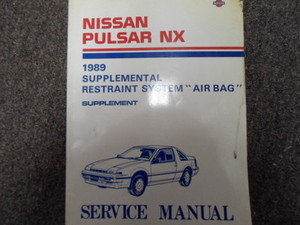 NISSAN
PULSAR NX
1989
SUPPLEMENTAL
RESTRAINT SYSTEM "AIR BAG"
SUPPLEMENT
SERVICE MANUAL